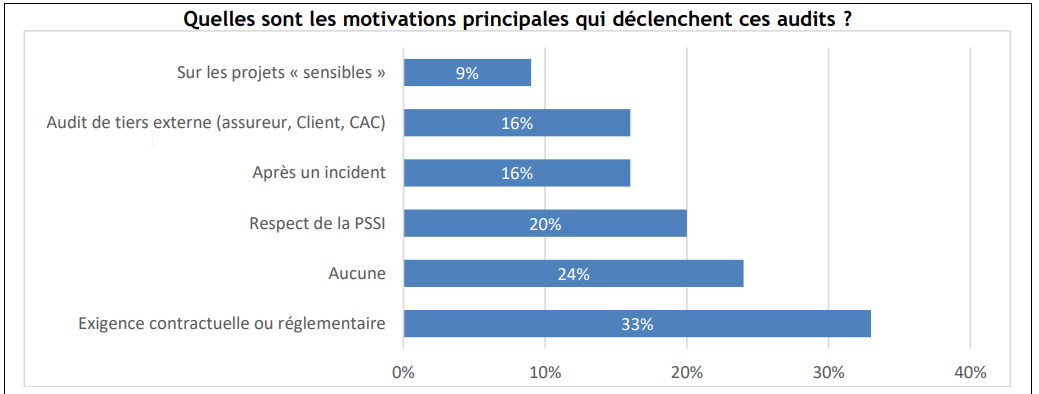 Quelles sont les motivations principales qui déclenchent ces audits ?
Sur les projets « sensibles » 9%
Audit de tiers externe (assureur, Client, CAC) 16%
Après un incident 16%
Respect de la PSSI 20%
Aucune 24%
Exigence contractuelle ou réglementaire 33%
0% 10% 20% 30% 40%